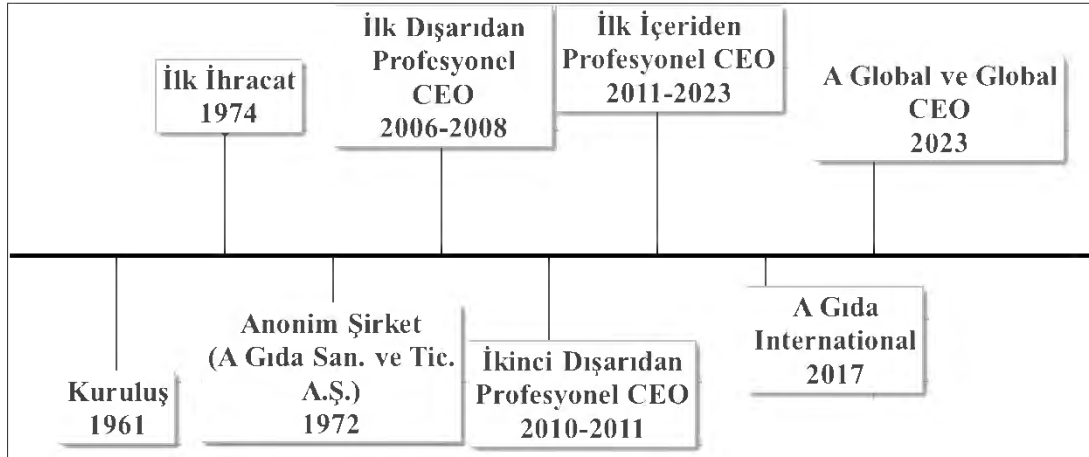 İlk İhracat
1974
İlk Dışarıdan
Profesyonel
CEO
2006-2008
İlk İçeriden
Profesyonel CEO
2011-2023
A Global ve Global
CEO
2023
Kuruluş
1961
Anonim Şirket
(A Gıda San. ve Tic.
A.Ş.)
1972
İkinci Dışarıdan
Profesyonel CEO
2010-2011
A Gıda
International
2017